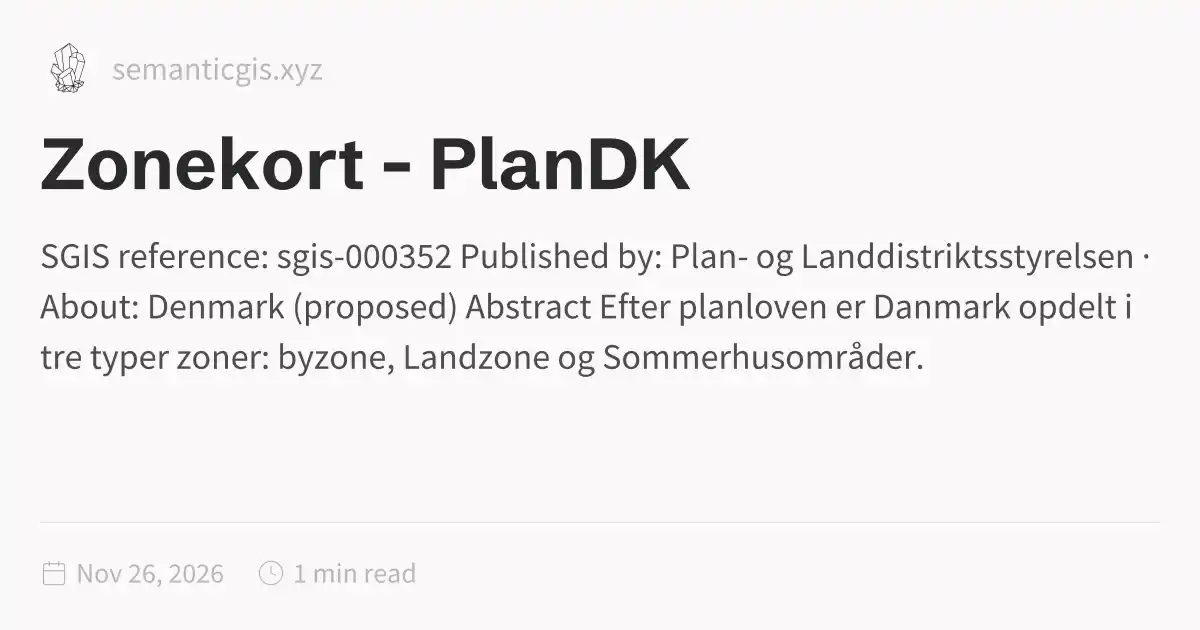 semanticgis.xyz
Zonekort - PlanDK
SGIS reference: sgis-000352 Published by: Plan- og Landdistriktsstyrelsen ·
About: Denmark (proposed) Abstract Efter planloven er Danmark opdelt i
tre typer zoner: byzone, Landzone og Sommerhusområder.
Nov 26, 2026 1 min read